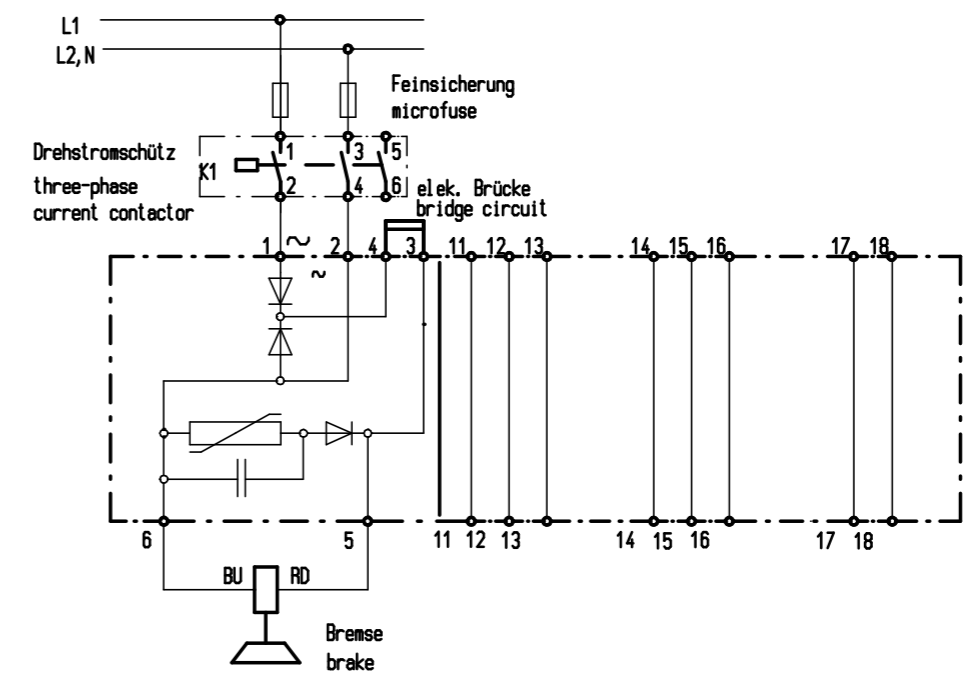 L1
L2,N
Feinsicherung
microfuse
Drehstromschütz
three-phase
current contactor
K1
1 3 5
2 4 6
elek. Brücke
bridge circuit
1 ~ 2 4 3 11 12 13 14 15 16 17 18
~
6 5 11 12 13 14 15 16 17 18
BU RD
Bremse
brake